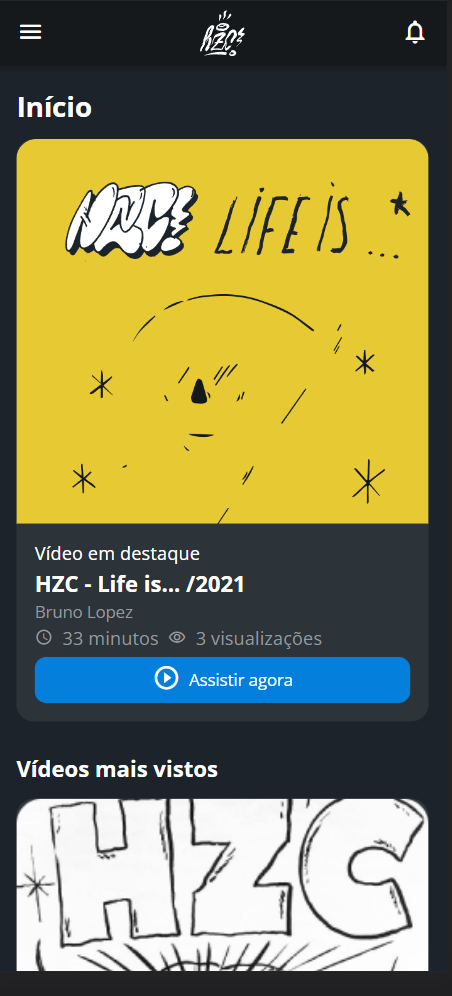 HZC!
Início
HZC! LIFE IS ...
Vídeo em destaque
HZC - Life is... /2021
Bruno Lopez
33 minutos 3 visualizações
Assistir agora
Vídeos mais vistos
HZC